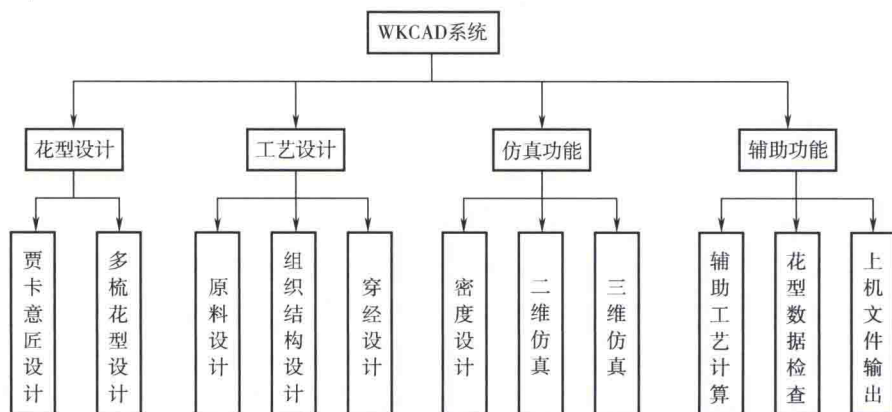 WKCAD系统
花型设计
工艺设计
仿真功能
辅助功能
贾卡意匠设计
多梳花型设计
原料设计
组织结构设计
穿经设计
密度设计
二维仿真
三维仿真
辅助工艺计算
花型数据检查
上机文件输出